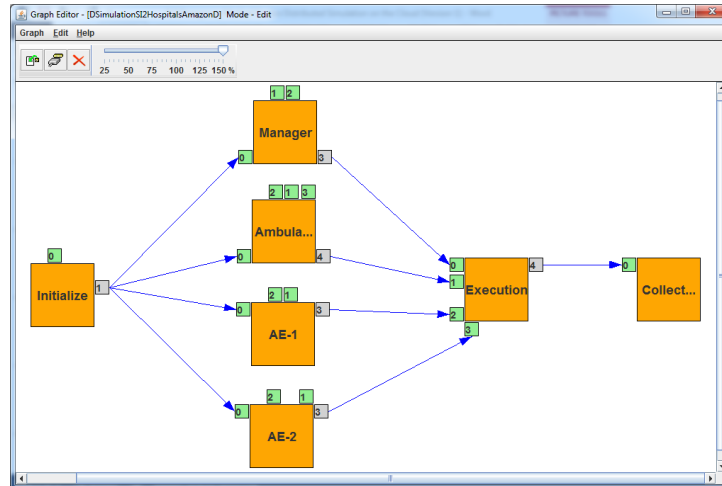 Graph Editor - [DSimulationSI2HospitalsAmazonD] Mode - Edit
Graph Edit Help
25 50 75 100 125 150 %
1 2
Manager
0 3
2 1 3
Ambula...
0 4
0
Initialize
1
2 1
AE-1
0 3
2 1
AE-2
0 3
0
1
2
3
Execution
4
0
Collect...